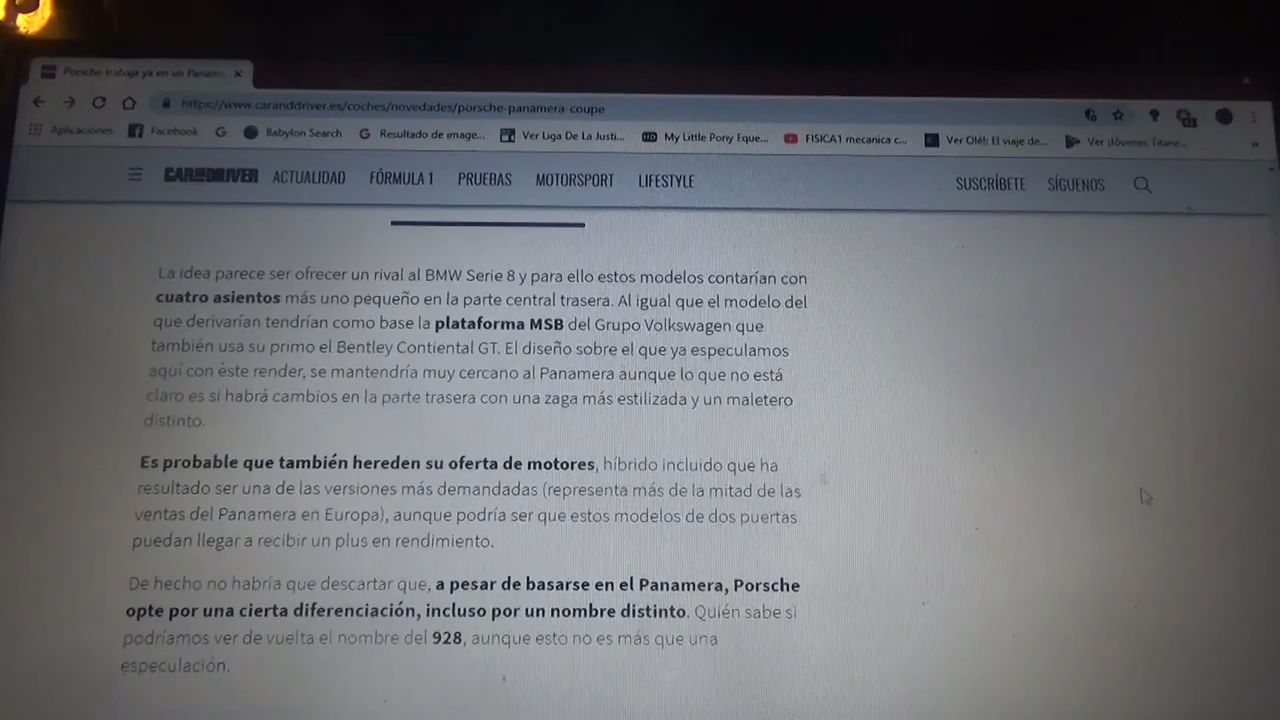 Porsche trabaja ya en un Panam
https://www.caranddriver.es/coches/novedades/porsche-panamera-coupe
Aplicaciones Facebook Babylon Search Resultado de image... Ver Liga De La Justi... My Little Pony Eque... FISICA1 mecanica c... Ver Olé!: El viaje de... Ver ¡Jóvenes Titane...
CAR AND DRIVER ACTUALIDAD FÓRMULA 1 PRUEBAS MOTORSPORT LIFESTYLE SUSCRÍBETE SÍGUENOS
La idea parece ser ofrecer un rival al BMW Serie 8 y para ello estos modelos contarían con
cuatro asientos más uno pequeño en la parte central trasera. Al igual que el modelo del
que derivarían tendrían como base la plataforma MSB del Grupo Volkswagen que
también usa su primo el Bentley Contiental GT. El diseño sobre el que ya especulamos
aquí con este render, se mantendría muy cercano al Panamera aunque lo que no está
claro es si habrá cambios en la parte trasera con una zaga más estilizada y un maletero
distinto.
Es probable que también hereden su oferta de motores, híbrido incluido que ha
resultado ser una de las versiones más demandadas (representa más de la mitad de las
ventas del Panamera en Europa), aunque podría ser que estos modelos de dos puertas
puedan llegar a recibir un plus en rendimiento.
De hecho no habría que descartar que, a pesar de basarse en el Panamera, Porsche
opte por una cierta diferenciación, incluso por un nombre distinto. Quién sabe si
podríamos ver de vuelta el nombre del 928, aunque esto no es más que una
especulación.